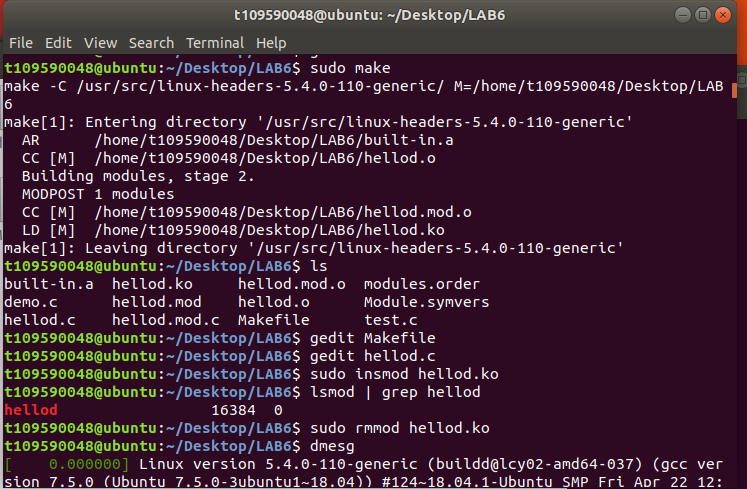 t109590048@ubuntu: ~/Desktop/LAB6
File Edit View Search Terminal Help
t109590048@ubuntu:~/Desktop/LAB6$ sudo make
make -C /usr/src/linux-headers-5.4.0-110-generic/ M=/home/t109590048/Desktop/LAB
6
make[1]: Entering directory '/usr/src/linux-headers-5.4.0-110-generic'
  AR      /home/t109590048/Desktop/LAB6/built-in.a
  CC [M]  /home/t109590048/Desktop/LAB6/hellod.o
  Building modules, stage 2.
  MODPOST 1 modules
  CC [M]  /home/t109590048/Desktop/LAB6/hellod.mod.o
  LD [M]  /home/t109590048/Desktop/LAB6/hellod.ko
make[1]: Leaving directory '/usr/src/linux-headers-5.4.0-110-generic'
t109590048@ubuntu:~/Desktop/LAB6$ ls
built-in.a  hellod.ko     hellod.mod.o  modules.order
demo.c      hellod.mod    hellod.o      Module.symvers
hellod.c    hellod.mod.c  Makefile      test.c
t109590048@ubuntu:~/Desktop/LAB6$ gedit Makefile
t109590048@ubuntu:~/Desktop/LAB6$ gedit hellod.c
t109590048@ubuntu:~/Desktop/LAB6$ sudo insmod hellod.ko
t109590048@ubuntu:~/Desktop/LAB6$ lsmod | grep hellod
hellod                 16384  0
t109590048@ubuntu:~/Desktop/LAB6$ sudo rmmod hellod.ko
t109590048@ubuntu:~/Desktop/LAB6$ dmesg
[    0.000000] Linux version 5.4.0-110-generic (buildd@lcy02-amd64-037) (gcc ver
sion 7.5.0 (Ubuntu 7.5.0-3ubuntu1~18.04)) #124~18.04.1-Ubuntu SMP Fri Apr 22 12: